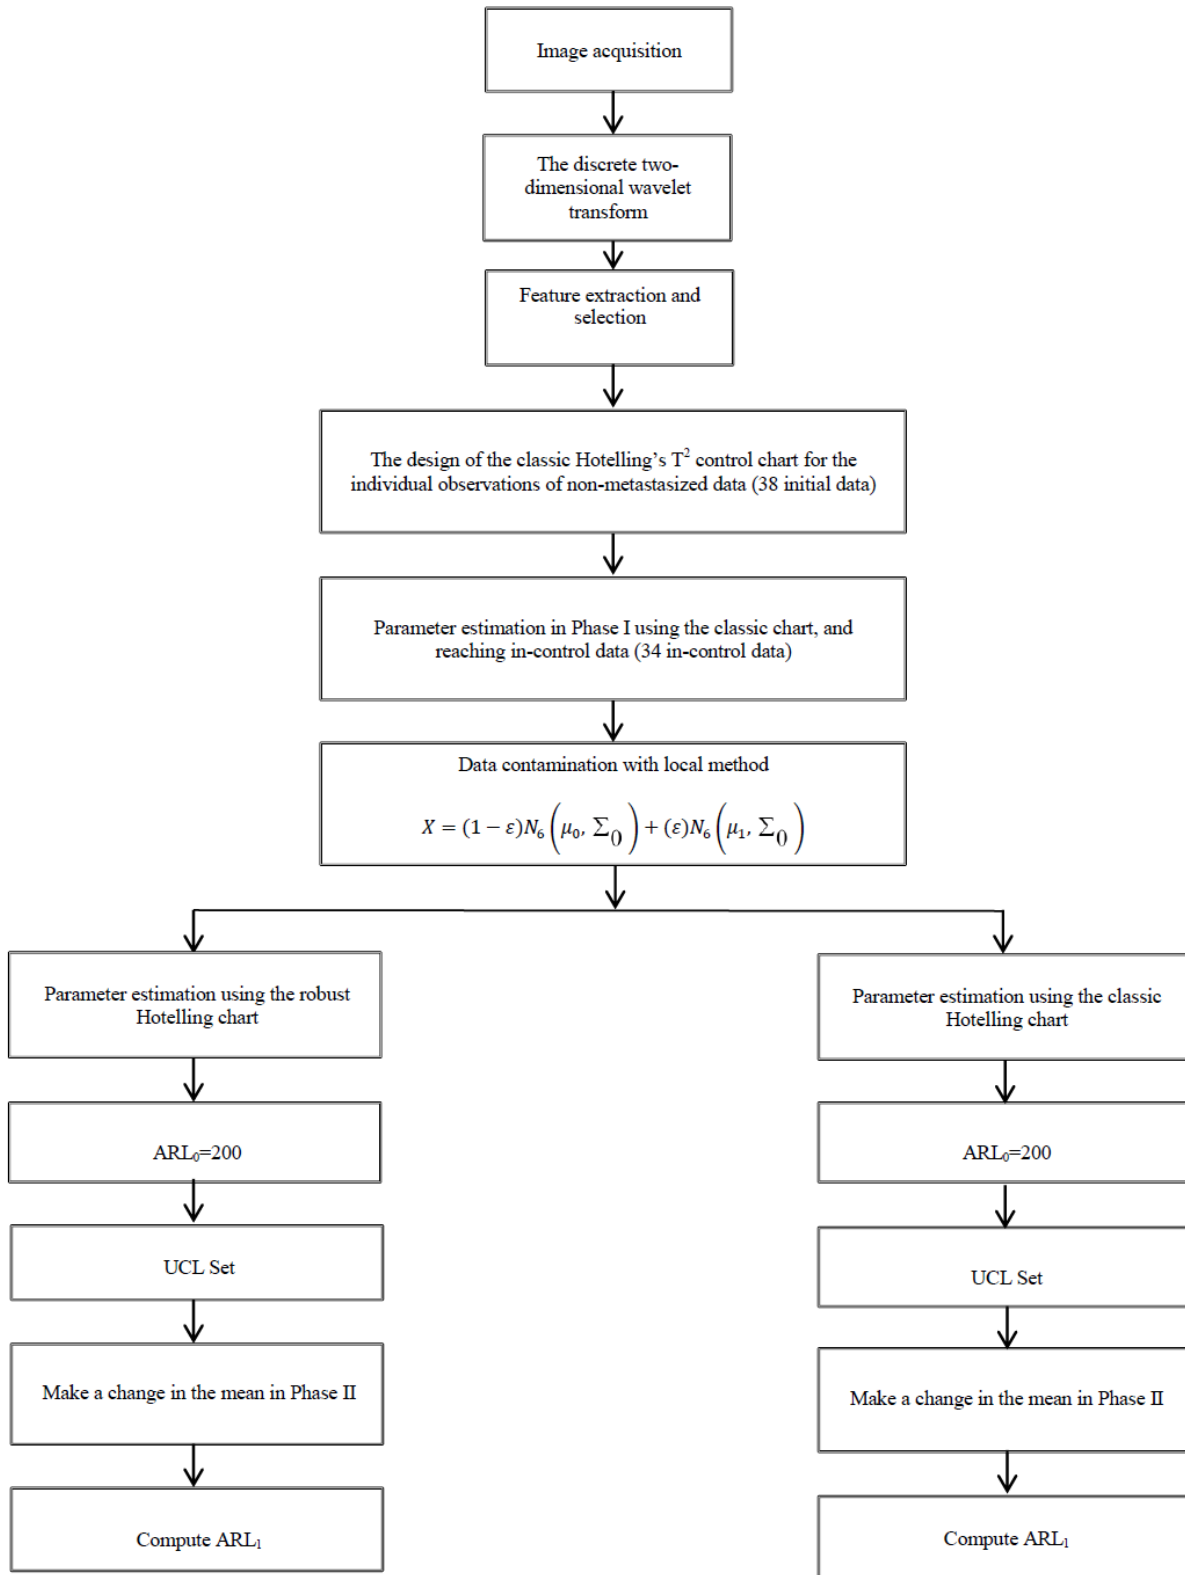 Image acquisition
The discrete two-
dimensional wavelet
transform
Feature extraction and
selection
The design of the classic Hotelling’s T² control chart for the
individual observations of non-metastasized data (38 initial data)
Parameter estimation in Phase I using the classic chart, and
reaching in-control data (34 in-control data)
Data contamination with local method
X = (1 − ε)N₆(μ₀, Σ₀) + (ε)N₆(μ₁, Σ₀)
Parameter estimation using the robust
Hotelling chart
ARL₀=200
UCL Set
Make a change in the mean in Phase II
Compute ARL₁
Parameter estimation using the classic
Hotelling chart
ARL₀=200
UCL Set
Make a change in the mean in Phase II
Compute ARL₁